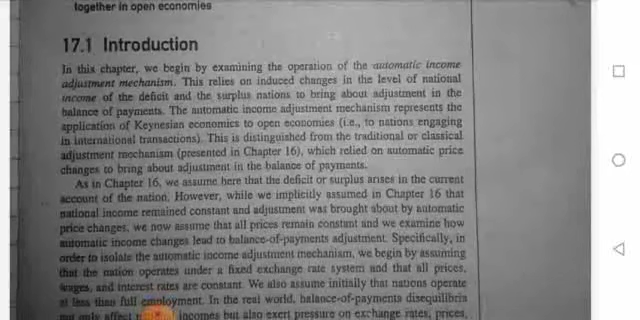 together in open economies
17.1 Introduction
In this chapter, we begin by examining the operation of the automatic income
adjustment mechanism. This relies on induced changes in the level of national
income of the deficit and the surplus nations to bring about adjustment in the
balance of payments. The automatic income adjustment mechanism represents the
application of Keynesian economics to open economies (i.e., to nations engaging
in international transactions). This is distinguished from the traditional or classical
adjustment mechanism (presented in Chapter 16), which relied on automatic price
changes to bring about adjustment in the balance of payments.
As in Chapter 16, we assume here that the deficit or surplus arises in the current
account of the nation. However, while we implicitly assumed in Chapter 16 that
national income remained constant and adjustment was brought about by automatic
price changes, we now assume that all prices remain constant and we examine how
automatic income changes lead to balance-of-payments adjustment. Specifically, in
order to isolate the automatic income adjustment mechanism, we begin by assuming
that the nation operates under a fixed exchange rate system and that all prices,
wages, and interest rates are constant. We also assume initially that nations operate
at less than full employment. In the real world, balance-of-payments disequilibria
not only affect incomes but also exert pressure on exchange rates, prices,